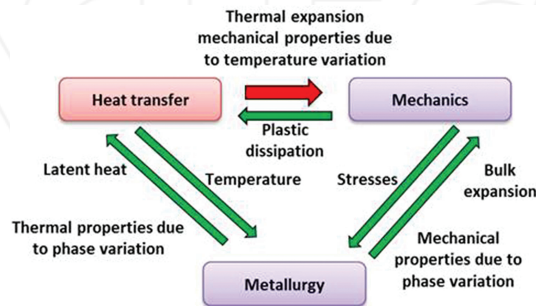 Thermal expansion
mechanical properties due
to temperature variation
Heat transfer
Mechanics
Plastic
dissipation
Latent heat
Temperature
Stresses
Bulk
expansion
Thermal properties due
to phase variation
Mechanical
properties due to
phase variation
Metallurgy